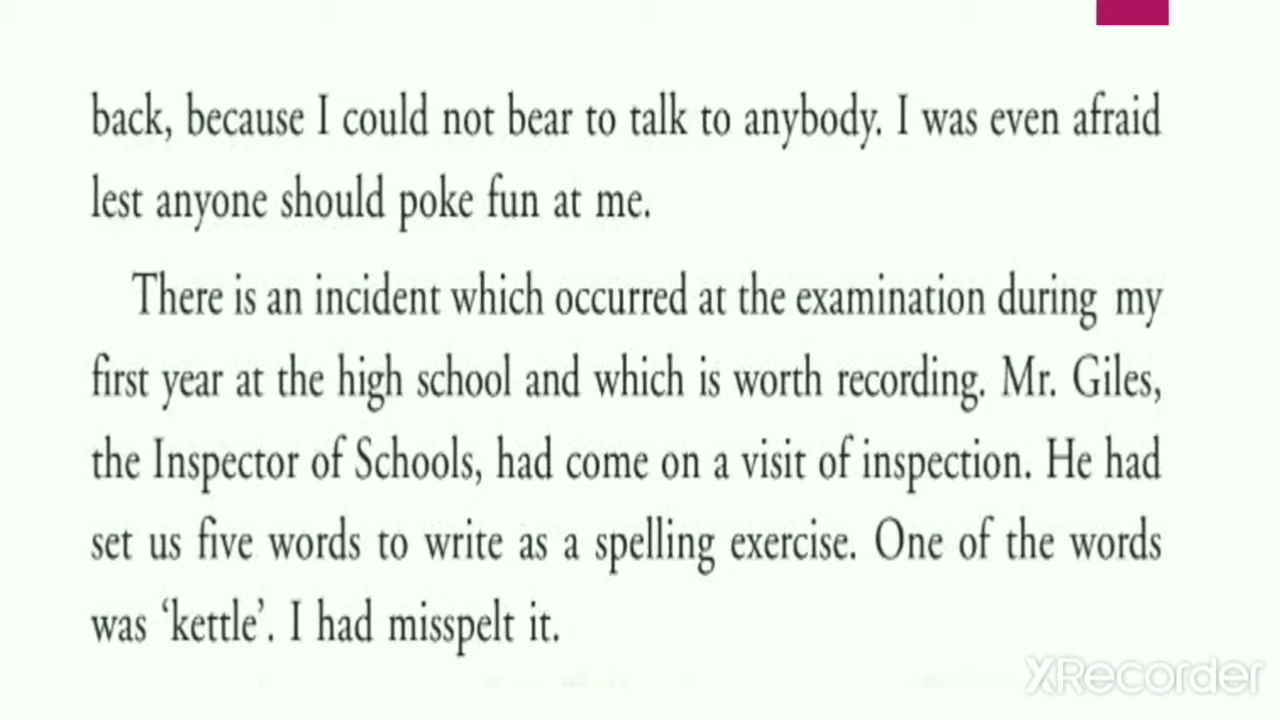 back, because I could not bear to talk to anybody. I was even afraid
lest anyone should poke fun at me.
There is an incident which occurred at the examination during my
first year at the high school and which is worth recording. Mr. Giles,
the Inspector of Schools, had come on a visit of inspection. He had
set us five words to write as a spelling exercise. One of the words
was ‘kettle’. I had misspelt it.
XRecorder